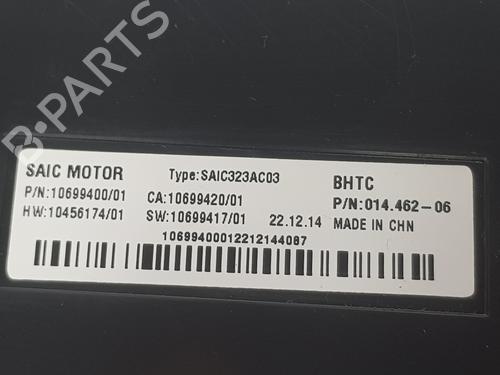 B-PARTS
SAIC MOTOR Type:SAIC323AC03 BHTC
P/N:10699400/01 CA:10699420/01 P/N:014.462-06
HW:10456174/01 SW:10699417/01 22.12.14 MADE IN CHN
10699400012212144087